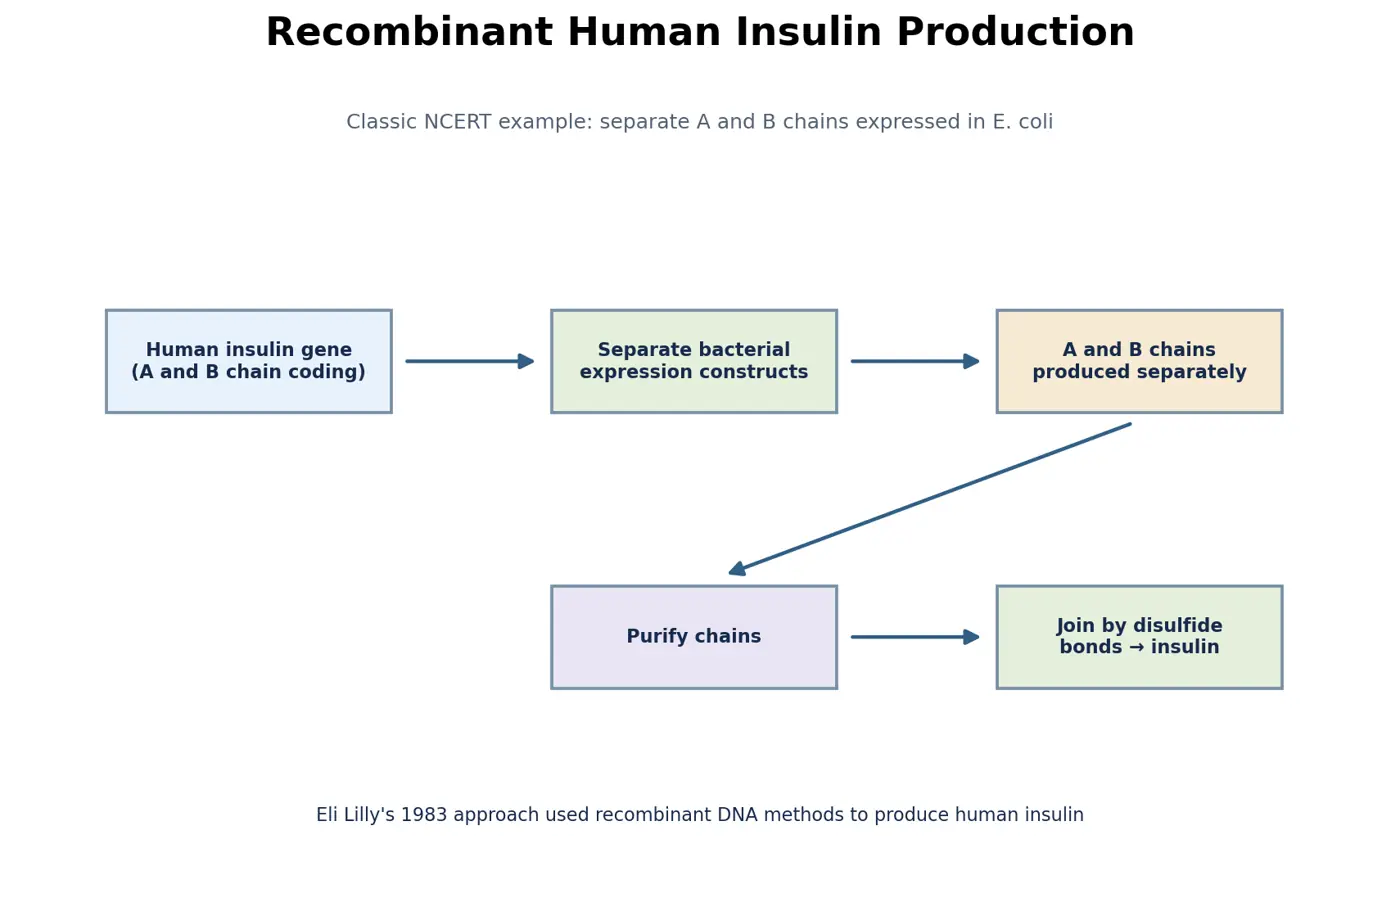 Recombinant Human Insulin Production
Classic NCERT example: separate A and B chains expressed in E. coli
Human insulin gene
(A and B chain coding)
Separate bacterial
expression constructs
A and B chains
produced separately
Purify chains
Join by disulfide
bonds → insulin
Eli Lilly's 1983 approach used recombinant DNA methods to produce human insulin